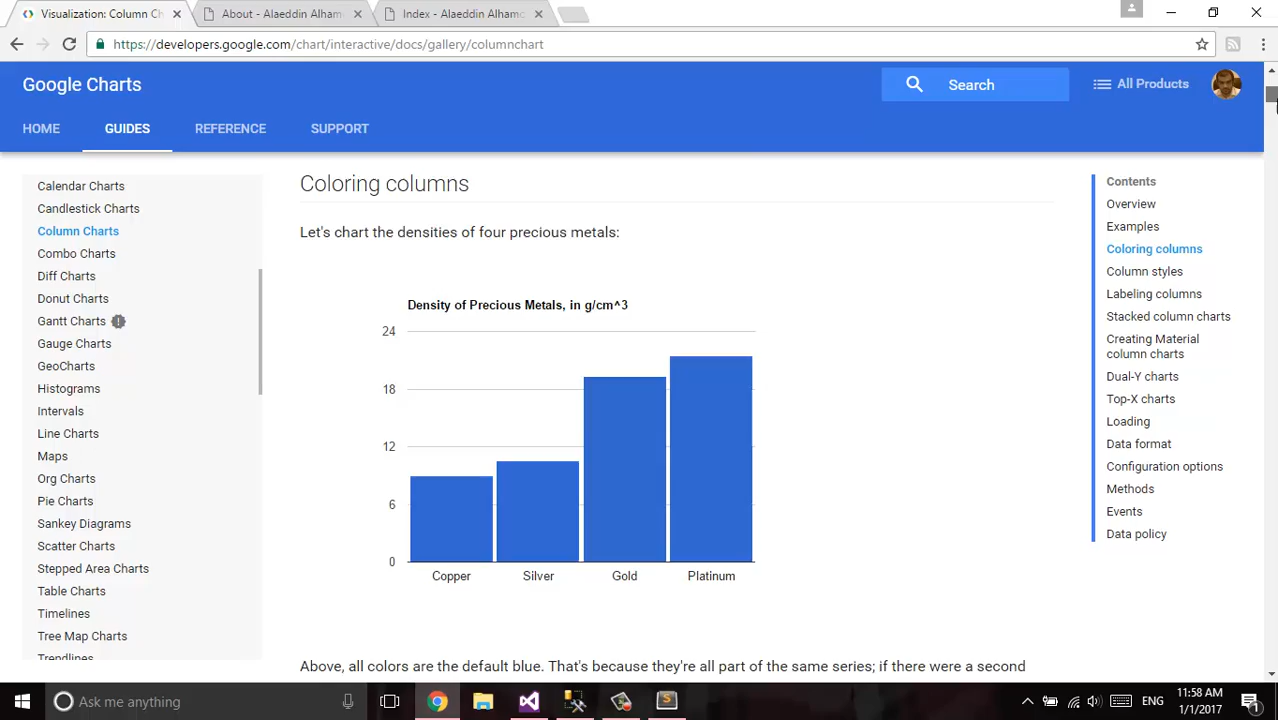 Visualization: Column Ch
About - Alaeddin Alham
Index - Alaeddin Alhamo
https://developers.google.com/chart/interactive/docs/gallery/columnchart
Google Charts
Search
All Products
HOME
GUIDES
REFERENCE
SUPPORT
Calendar Charts
Candlestick Charts
Column Charts
Combo Charts
Diff Charts
Donut Charts
Gantt Charts
Gauge Charts
GeoCharts
Histograms
Intervals
Line Charts
Maps
Org Charts
Pie Charts
Sankey Diagrams
Scatter Charts
Stepped Area Charts
Table Charts
Timelines
Tree Map Charts
Trendlines
Coloring columns
Let's chart the densities of four precious metals:
Density of Precious Metals, in g/cm^3
24
18
12
6
0
Copper
Silver
Gold
Platinum
Above, all colors are the default blue. That's because they're all part of the same series; if there were a second
Contents
Overview
Examples
Coloring columns
Column styles
Labeling columns
Stacked column charts
Creating Material
column charts
Dual-Y charts
Top-X charts
Loading
Data format
Configuration options
Methods
Events
Data policy
Ask me anything
ENG
11:58 AM
1/1/2017
1